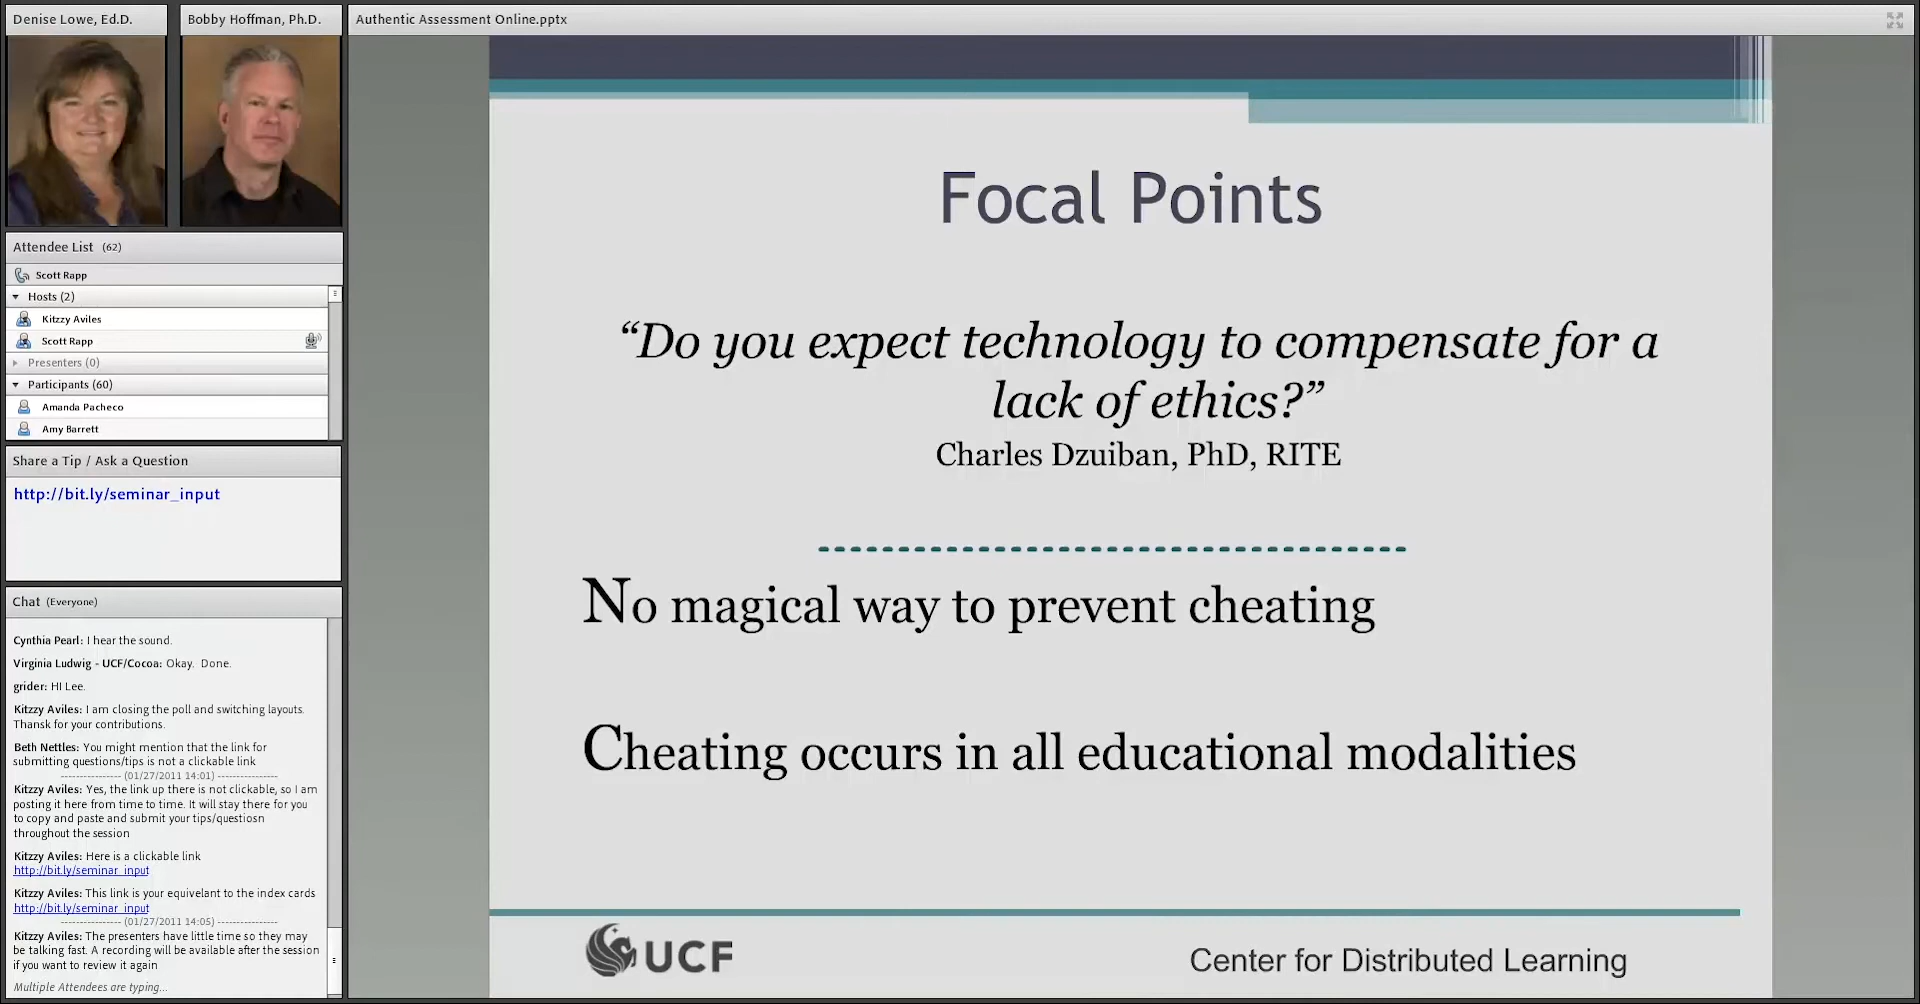 Denise Lowe, Ed.D.
Bobby Hoffman, Ph.D.
Authentic Assessment Online.pptx
Attendee List (62)
Scott Rapp
Hosts (2)
Kitzzy Aviles
Scott Rapp
Presenters (0)
Participants (60)
Amanda Pacheco
Amy Barrett
Share a Tip / Ask a Question
http://bit.ly/seminar_input
Chat (Everyone)
Cynthia Pearl: I hear the sound.
Virginia Ludwig - UCF/Cocoa: Okay. Done.
grider: HI Lee.
Kitzzy Aviles: I am closing the poll and switching layouts.
Thansk for your contributions.
Beth Nettles: You might mention that the link for
submitting questions/tips is not a clickable link
---------------- (01/27/2011 14:01) ----------------
Kitzzy Aviles: Yes, the link up there is not clickable, so I am
posting it here from time to time. It will stay there for you
to copy and paste and submit your tips/questiosn
throughout the session
Kitzzy Aviles: Here is a clickable link
http://bit.ly/seminar_input
Kitzzy Aviles: This link is your equivelant to the index cards
http://bit.ly/seminar_input
---------------- (01/27/2011 14:05) ----------------
Kitzzy Aviles: The presenters have little time so they may
be talking fast. A recording will be available after the session
if you want to review it again
Multiple Attendees are typing...
Focal Points
“Do you expect technology to compensate for a
lack of ethics?”
Charles Dzuiban, PhD, RITE
No magical way to prevent cheating
Cheating occurs in all educational modalities
UCF
Center for Distributed Learning